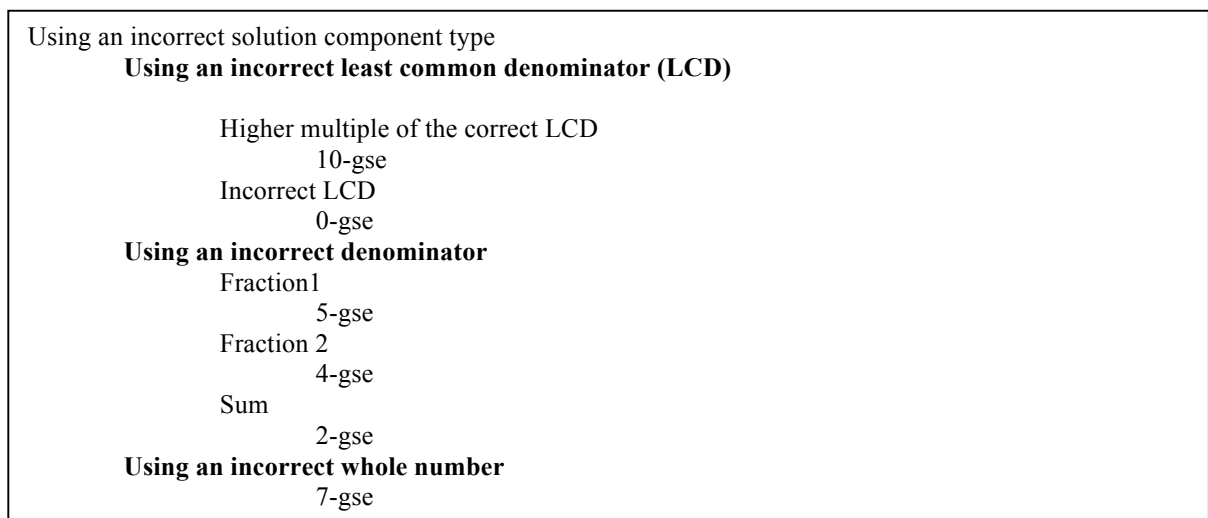 Using an incorrect solution component type
Using an incorrect least common denominator (LCD)
Higher multiple of the correct LCD
10-gse
Incorrect LCD
0-gse
Using an incorrect denominator
Fraction1
5-gse
Fraction 2
4-gse
Sum
2-gse
Using an incorrect whole number
7-gse